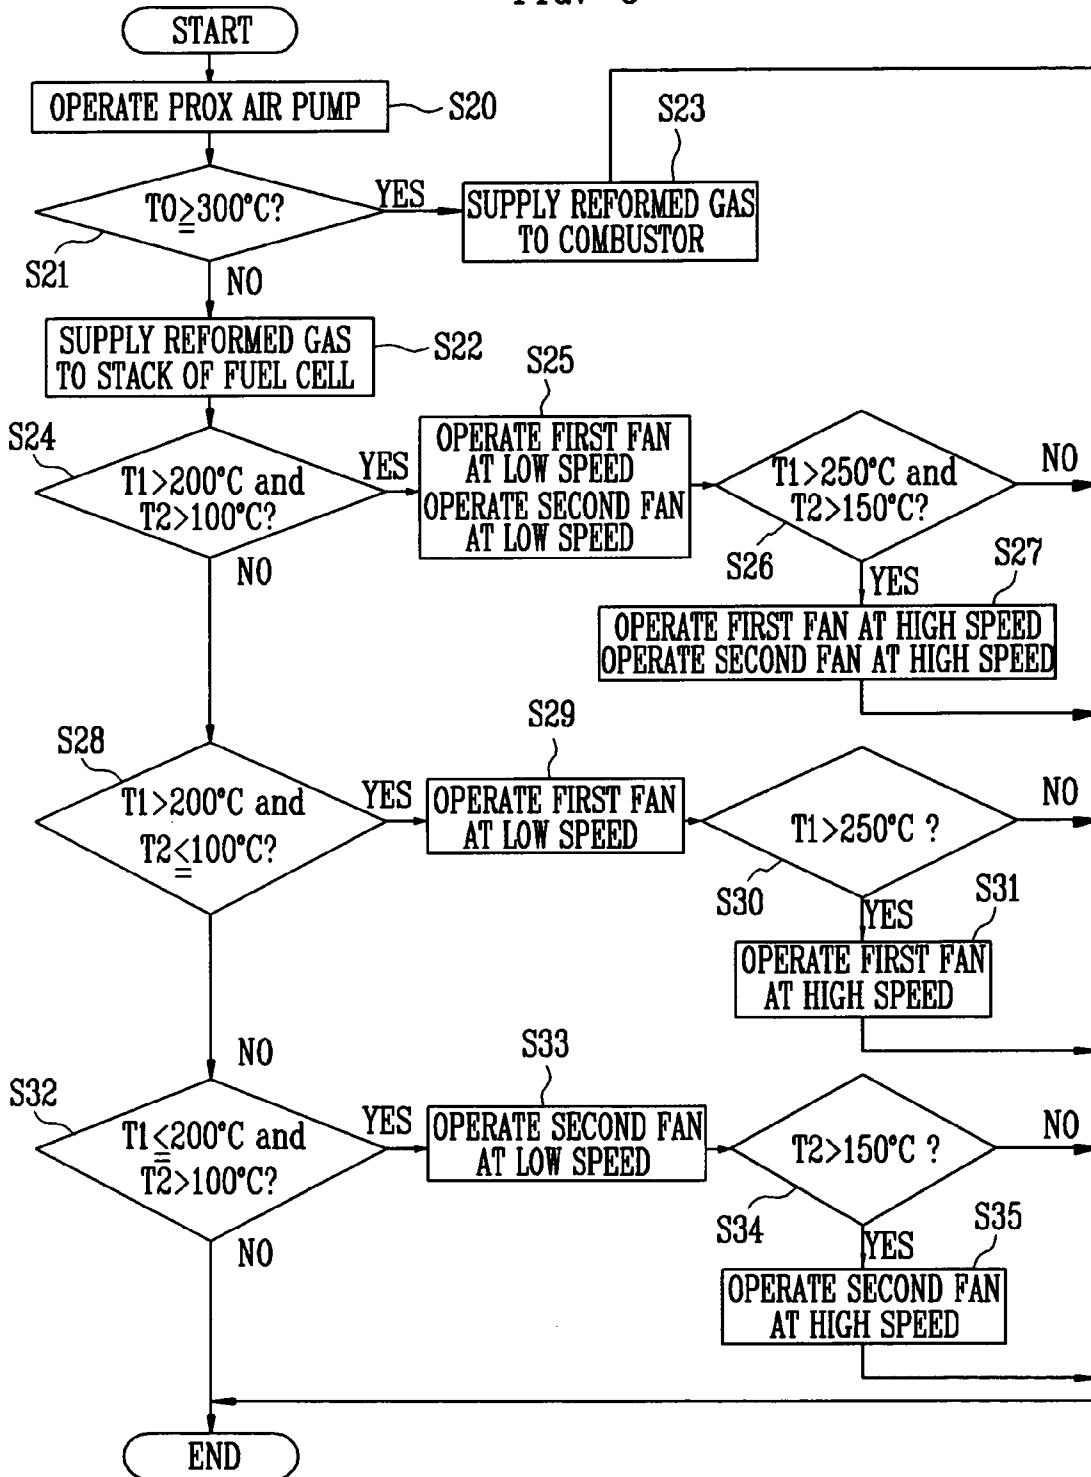 START
OPERATE PROX AIR PUMP
S20
T0≥300°C?
YES
S21
NO
S23
SUPPLY REFORMED GAS
TO COMBUSTOR
SUPPLY REFORMED GAS
TO STACK OF FUEL CELL
S22
S24
T1>200°C and
T2>100°C?
YES
NO
S25
OPERATE FIRST FAN
AT LOW SPEED
OPERATE SECOND FAN
AT LOW SPEED
T1>250°C and
T2>150°C?
NO
S26
YES
S27
OPERATE FIRST FAN AT HIGH SPEED
OPERATE SECOND FAN AT HIGH SPEED
S28
T1>200°C and
T2≤100°C?
YES
NO
S29
OPERATE FIRST FAN
AT LOW SPEED
T1>250°C ?
NO
S30
YES
S31
OPERATE FIRST FAN
AT HIGH SPEED
S32
T1≤200°C and
T2>100°C?
YES
NO
S33
OPERATE SECOND FAN
AT LOW SPEED
T2>150°C ?
NO
S34
YES
S35
OPERATE SECOND FAN
AT HIGH SPEED
END